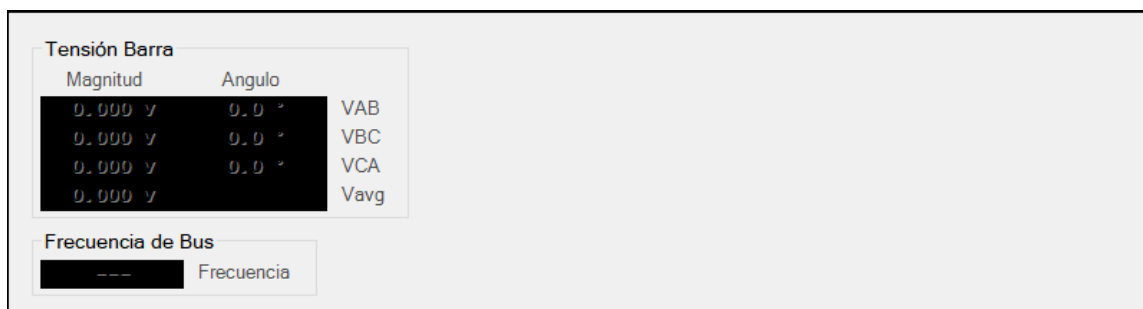 Tensión Barra
Magnitud Angulo
0.000 V 0.0 ° VAB
0.000 V 0.0 ° VBC
0.000 V 0.0 ° VCA
0.000 V Vavg
Frecuencia de Bus
--- Frecuencia